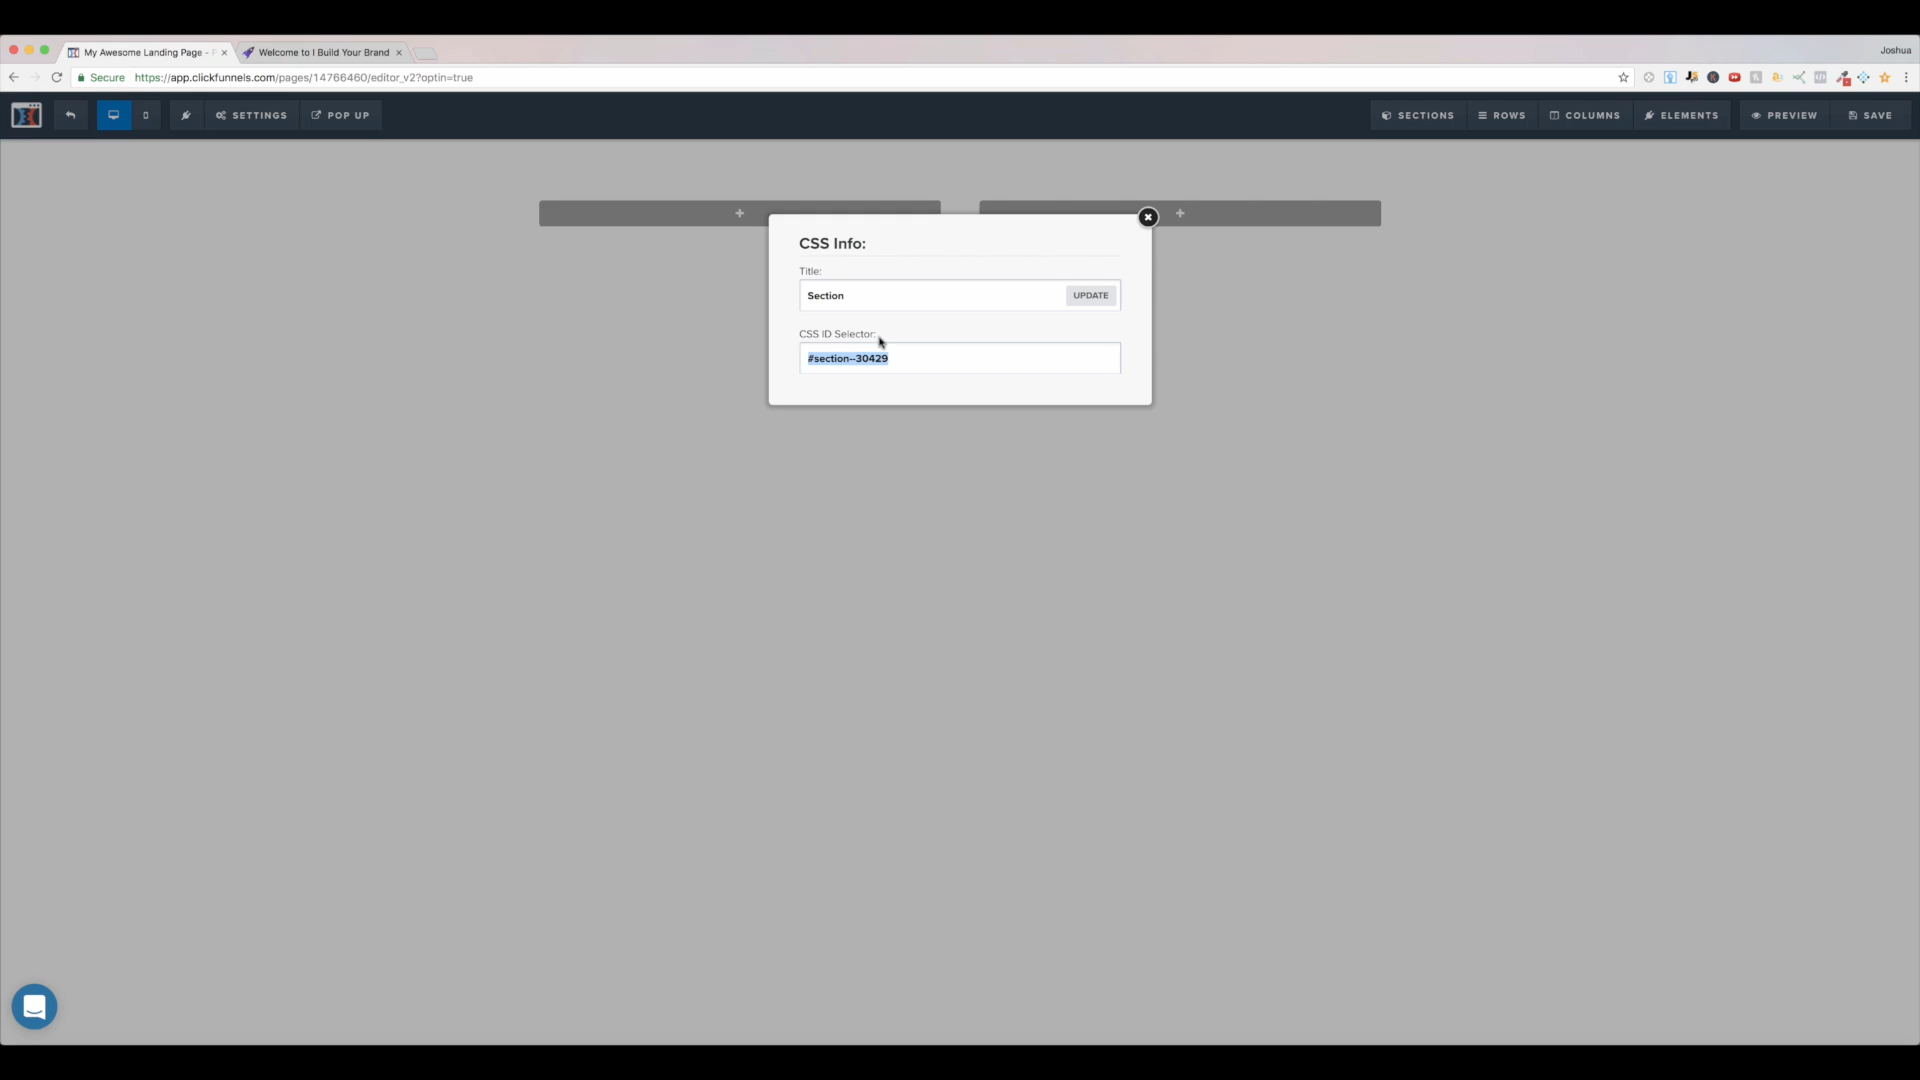 My Awesome Landing Page -
Welcome to I Build Your Brand
Joshua
Secure
https://app.clickfunnels.com/pages/14766460/editor_v2?optin=true
SETTINGS
POP UP
SECTIONS
ROWS
COLUMNS
ELEMENTS
PREVIEW
SAVE
CSS Info:
Title:
Section
UPDATE
CSS ID Selector:
#section--30429